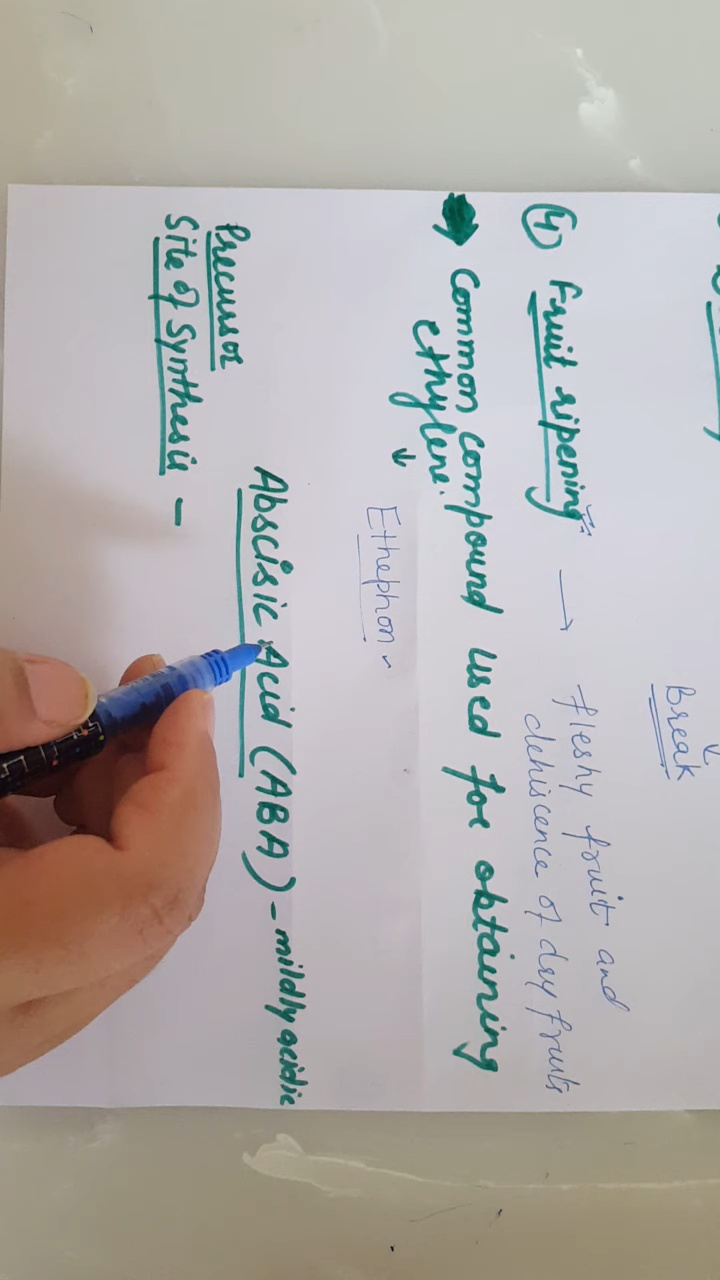 Break
④ Fruit ripening → fleshy fruit and
dehiscence of dry fruits
Common compound used for obtaining
ethylene.
↓
Ethephon
Abscisic Acid (ABA) - mildly acidic
Precursor
Site of Synthesis -